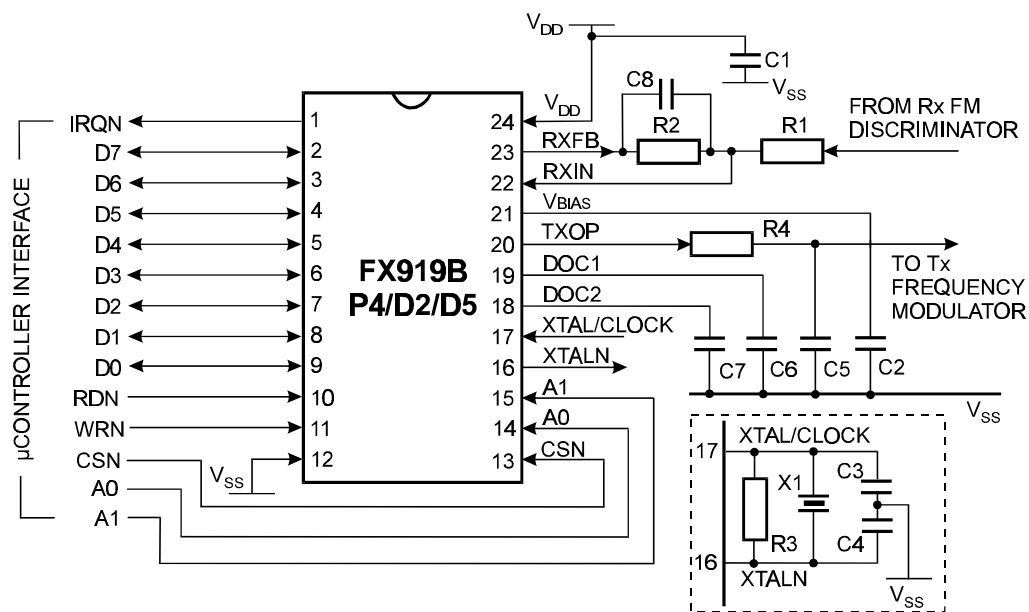 VDD
C1
VSS
C8
VDD
R2
R1
FROM Rx FM
DISCRIMINATOR
µCONTROLLER INTERFACE
IRQN
1
24
D7
2
23
RXFB
D6
3
22
RXIN
D5
4
21
VBIAS
D4
5
20
TXOP
R4
TO Tx
FREQUENCY
MODULATOR
D3
6
19
DOC1
D2
7
18
DOC2
D1
8
17
XTAL/CLOCK
D0
9
16
XTALN
RDN
10
15
A1
WRN
11
14
A0
CSN
VSS
12
13
CSN
A0
A1
FX919B
P4/D2/D5
C7
C6
C5
C2
VSS
17
XTAL/CLOCK
X1
C3
R3
C4
16
XTALN
VSS